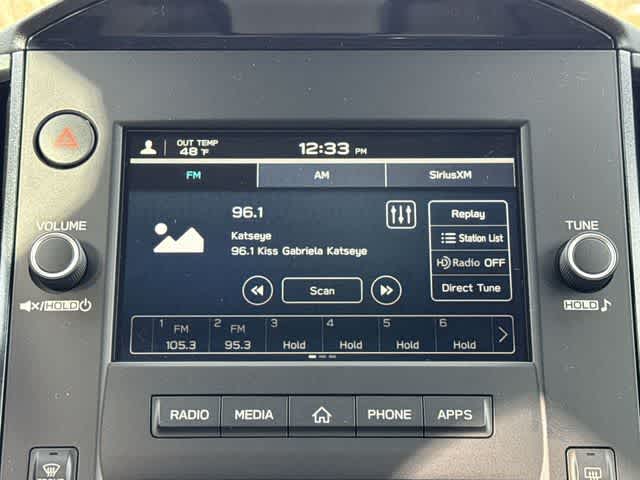 OUT TEMP
48 °F
12:33 PM
FM AM SiriusXM
96.1
Katseye
96.1 Kiss Gabriela Katseye
Scan
Replay
Station List
HD Radio OFF
Direct Tune
1 FM 105.3
2 FM 95.3
3 Hold
4 Hold
5 Hold
6 Hold
VOLUME
HOLD
TUNE
HOLD
RADIO MEDIA PHONE APPS